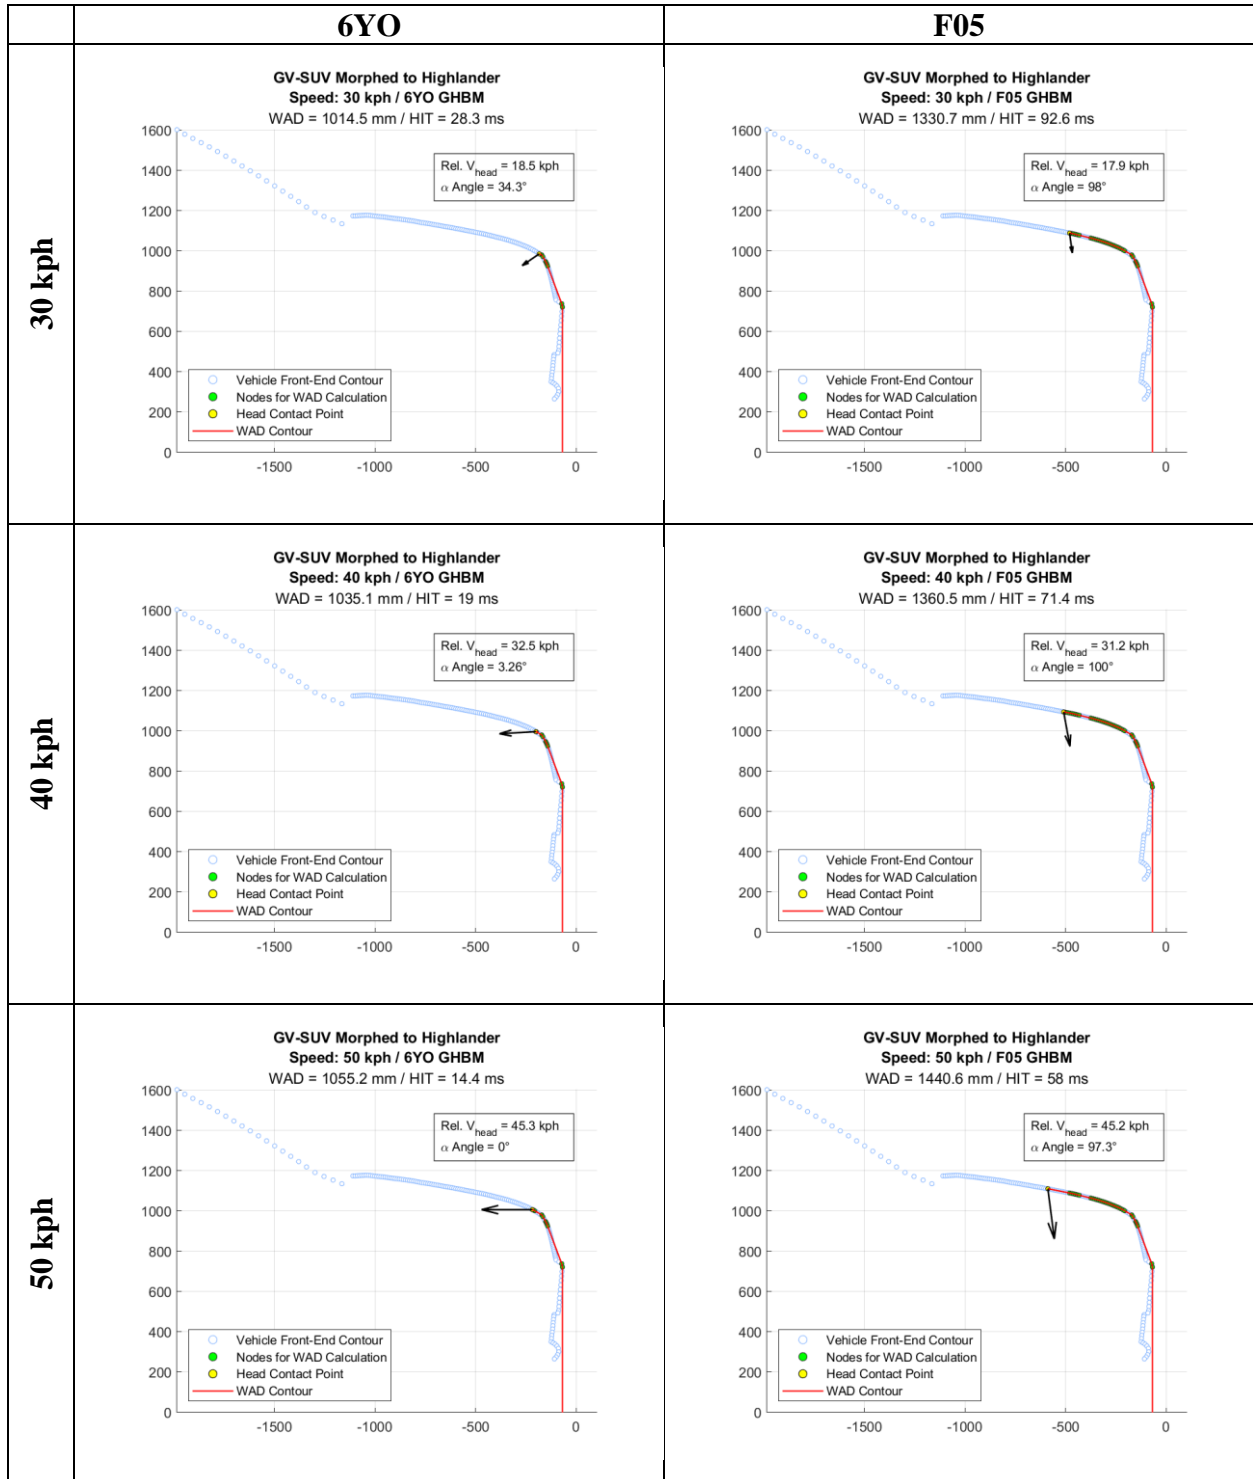 6YO
F05
30 kph
GV-SUV Morphed to Highlander
Speed: 30 kph / 6YO GHBM
WAD = 1014.5 mm / HIT = 28.3 ms
1600
1400
1200
1000
800
600
400
200
0
-1500
-1000
-500
0
Rel. V_head = 18.5 kph
α Angle = 34.3°
Vehicle Front-End Contour
Nodes for WAD Calculation
Head Contact Point
WAD Contour
GV-SUV Morphed to Highlander
Speed: 30 kph / F05 GHBM
WAD = 1330.7 mm / HIT = 92.6 ms
1600
1400
1200
1000
800
600
400
200
0
-1500
-1000
-500
0
Rel. V_head = 17.9 kph
α Angle = 98°
Vehicle Front-End Contour
Nodes for WAD Calculation
Head Contact Point
WAD Contour
40 kph
GV-SUV Morphed to Highlander
Speed: 40 kph / 6YO GHBM
WAD = 1035.1 mm / HIT = 19 ms
1600
1400
1200
1000
800
600
400
200
0
-1500
-1000
-500
0
Rel. V_head = 32.5 kph
α Angle = 3.26°
Vehicle Front-End Contour
Nodes for WAD Calculation
Head Contact Point
WAD Contour
GV-SUV Morphed to Highlander
Speed: 40 kph / F05 GHBM
WAD = 1360.5 mm / HIT = 71.4 ms
1600
1400
1200
1000
800
600
400
200
0
-1500
-1000
-500
0
Rel. V_head = 31.2 kph
α Angle = 100°
Vehicle Front-End Contour
Nodes for WAD Calculation
Head Contact Point
WAD Contour
50 kph
GV-SUV Morphed to Highlander
Speed: 50 kph / 6YO GHBM
WAD = 1055.2 mm / HIT = 14.4 ms
1600
1400
1200
1000
800
600
400
200
0
-1500
-1000
-500
0
Rel. V_head = 45.3 kph
α Angle = 0°
Vehicle Front-End Contour
Nodes for WAD Calculation
Head Contact Point
WAD Contour
GV-SUV Morphed to Highlander
Speed: 50 kph / F05 GHBM
WAD = 1440.6 mm / HIT = 58 ms
1600
1400
1200
1000
800
600
400
200
0
-1500
-1000
-500
0
Rel. V_head = 45.2 kph
α Angle = 97.3°
Vehicle Front-End Contour
Nodes for WAD Calculation
Head Contact Point
WAD Contour